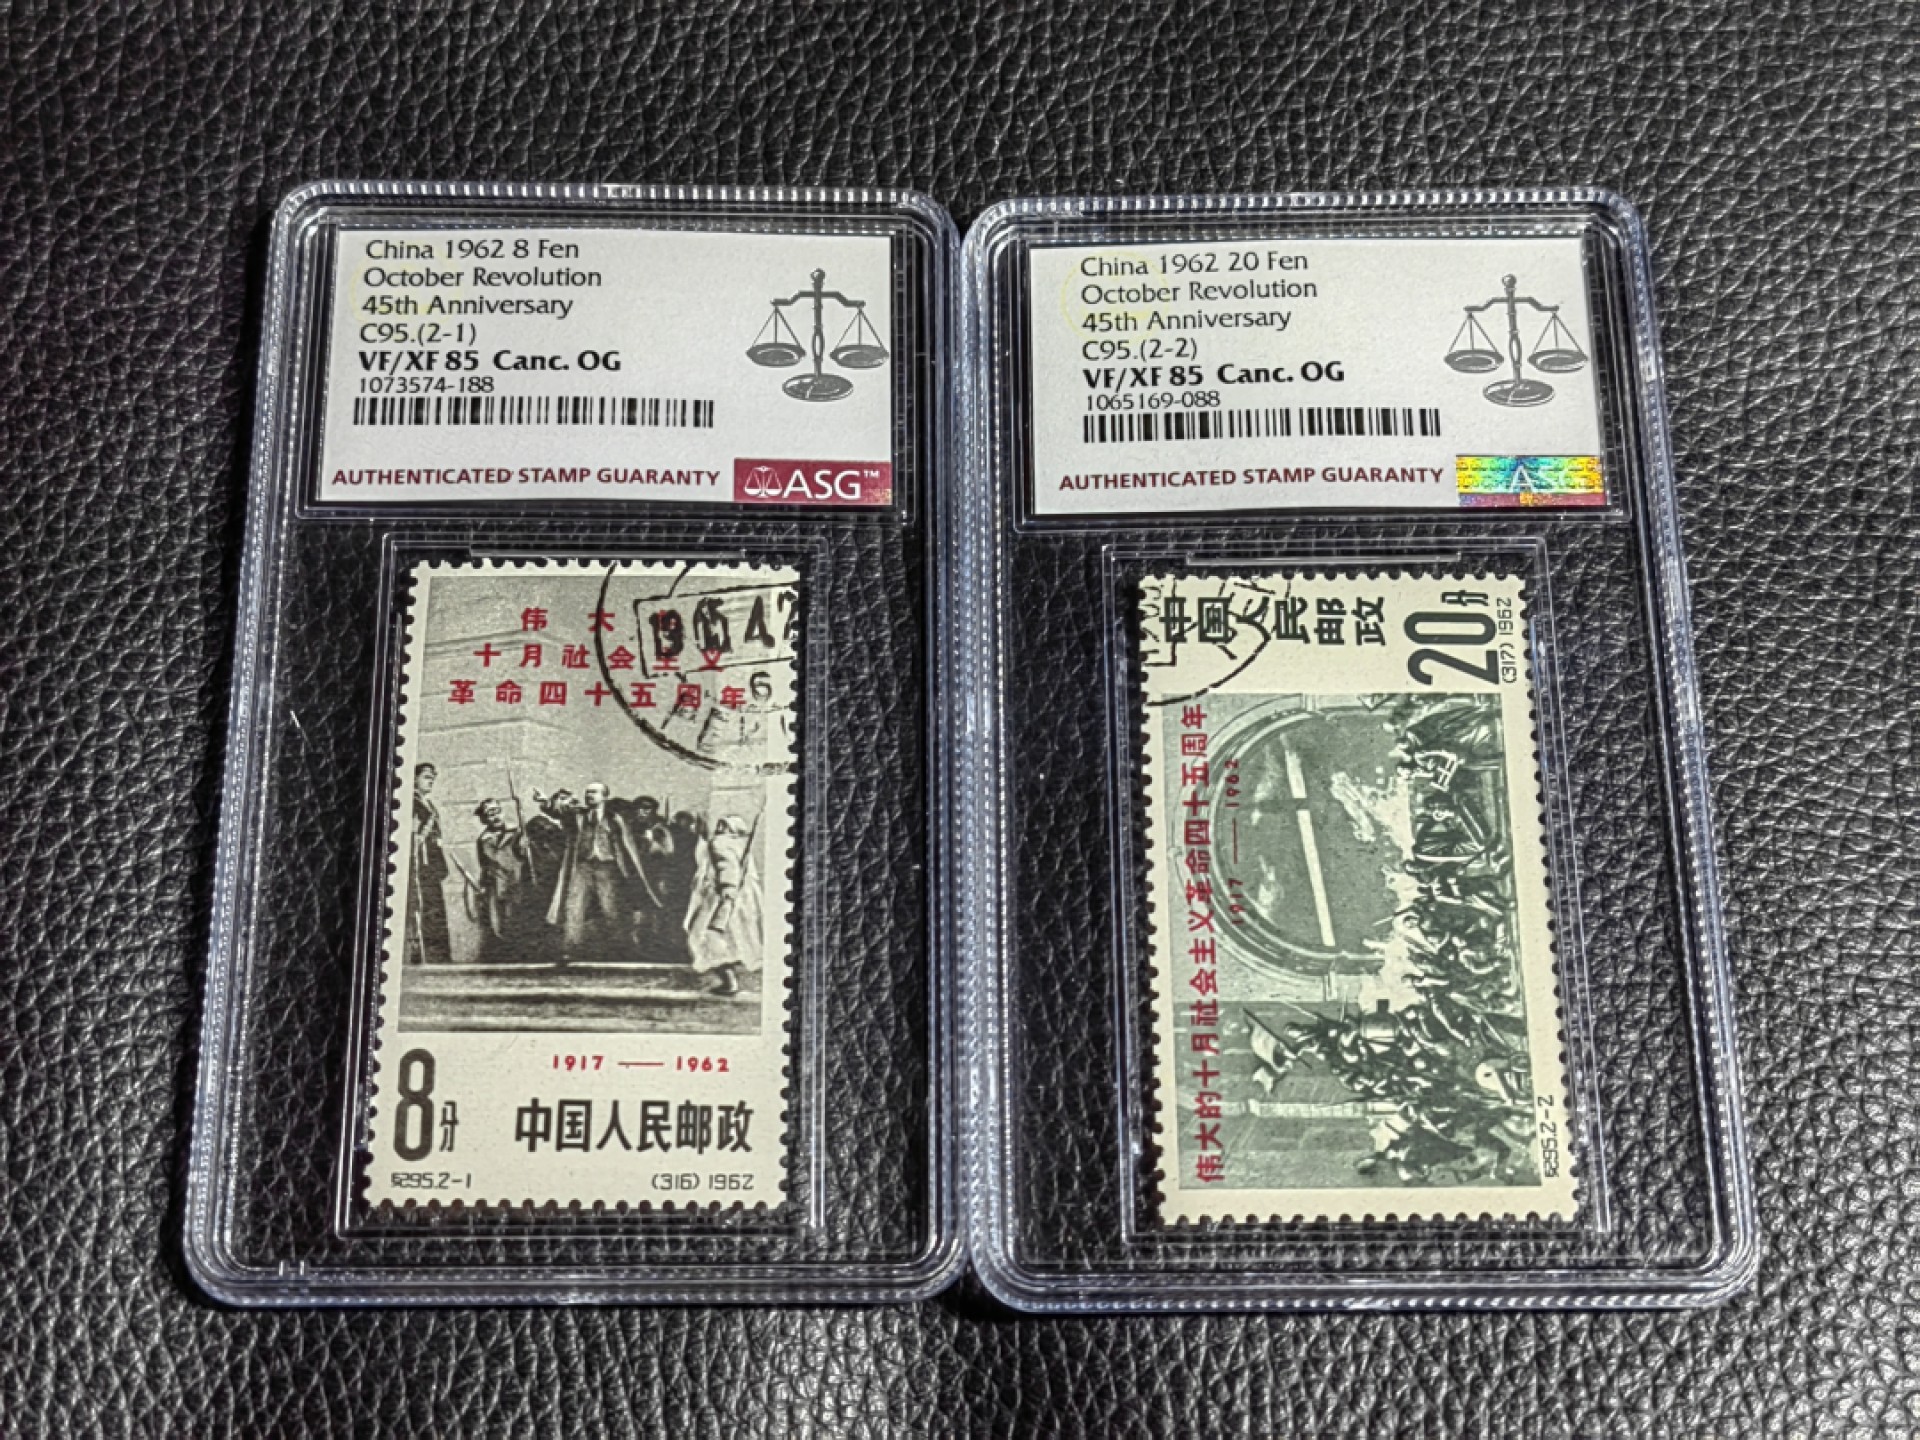 China 1962 8 Fen
October Revolution
45th Anniversary
C95.(2-1)
VF/XF 85 Canc. OG
1073574-188
AUTHENTICATED STAMP GUARANTY
ASG™
伟大
十月社会主义
革命四十五周年
6
1917 — 1962
8分
中国人民邮政
纪95.2-1
(316) 1962
China 1962 20 Fen
October Revolution
45th Anniversary
C95.(2-2)
VF/XF 85 Canc. OG
1065169-088
AUTHENTICATED STAMP GUARANTY
A
中国人民邮政
20分
(317) 1962
伟大的十月社会主义革命四十五周年
1917 — 1962
纪95.2-2